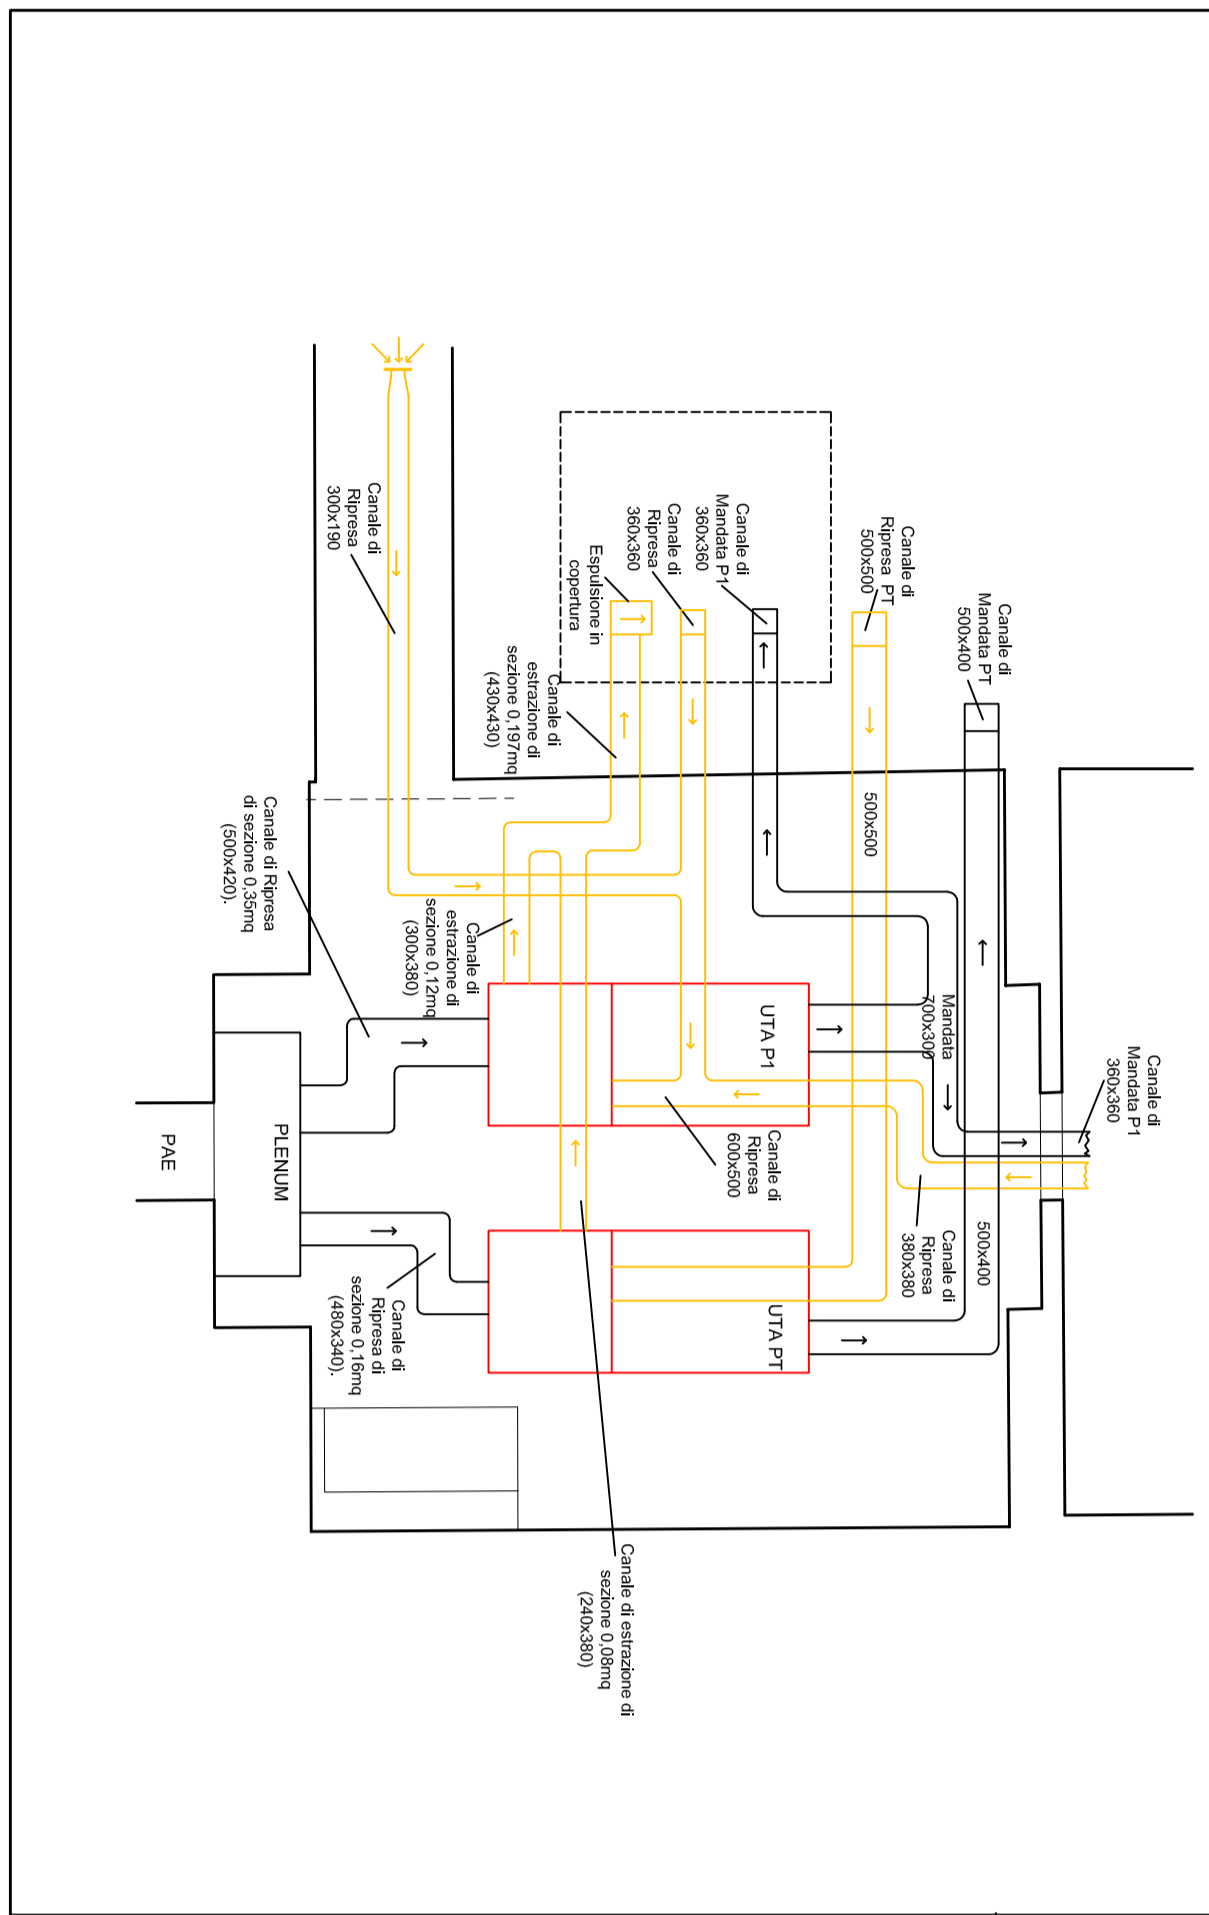 Canale di
Mandata P1
360x360
Canale di
Mandata PT
500x400
Canale di
Ripresa PT
500x500
Canale di
Mandata P1
360x360
Canale di
Ripresa
360x360
Espulsione in
copertura
Canale di
estrazione di
sezione 0,197mq
(430x430)
Canale di
Ripresa
300x190
500x500
Mandata
700x300
500x400
Canale di
Ripresa
380x380
Canale di
Ripresa
600x500
UTA P1
UTA PT
Canale di
estrazione di
sezione 0,12mq
(300x380)
Canale di Ripresa
di sezione 0,35mq
(500x420).
PLENUM
PAE
Canale di
Ripresa di
sezione 0,16mq
(480x340).
Canale di estrazione di
sezione 0,08mq
(240x380)